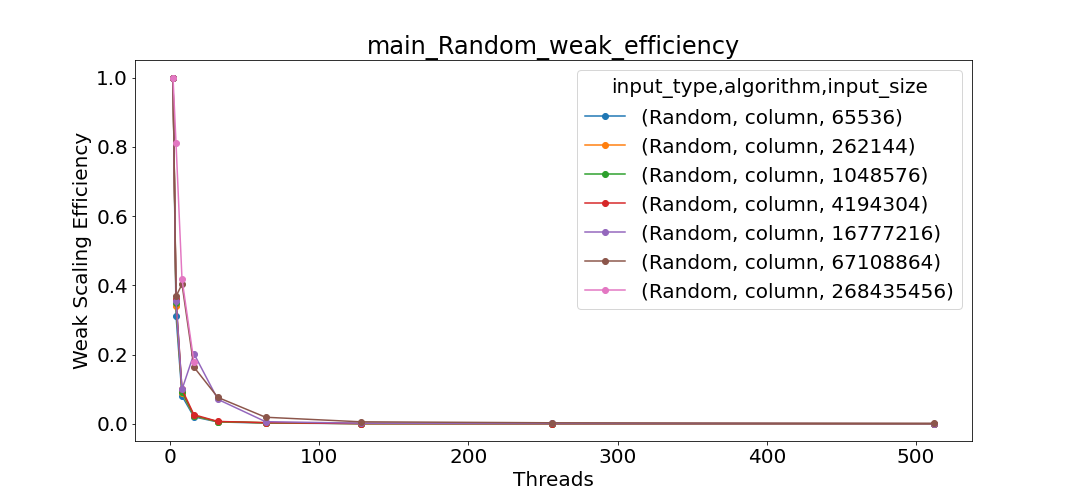 main_Random_weak_efficiency
input_type,algorithm,input_size
(Random, column, 65536)
(Random, column, 262144)
(Random, column, 1048576)
(Random, column, 4194304)
(Random, column, 16777216)
(Random, column, 67108864)
(Random, column, 268435456)
Weak Scaling Efficiency
1.0
0.8
0.6
0.4
0.2
0.0
0 100 200 300 400 500
Threads